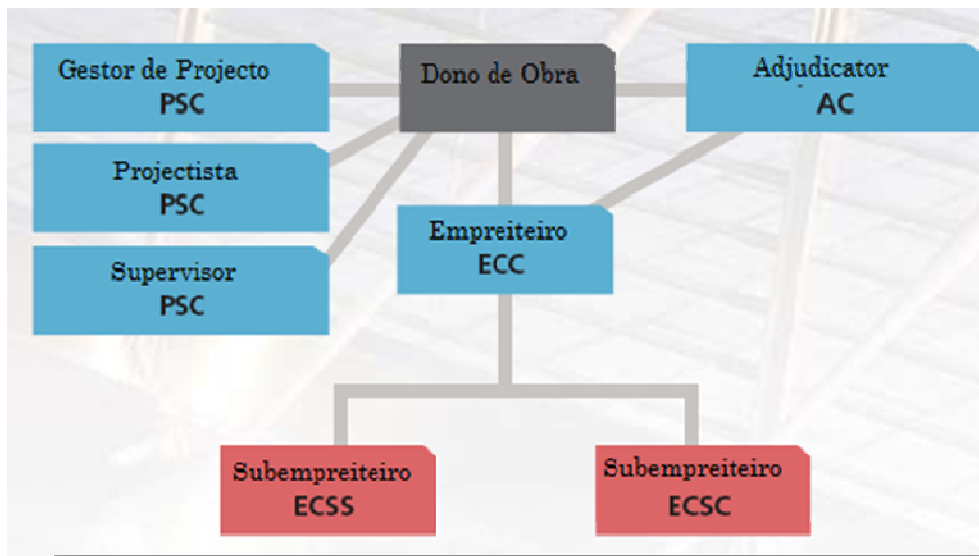 Gestor de Projecto
PSC
Dono de Obra
Adjudicator
AC
Projectista
PSC
Empreiteiro
ECC
Supervisor
PSC
Subempreiteiro
ECSS
Subempreiteiro
ECSC